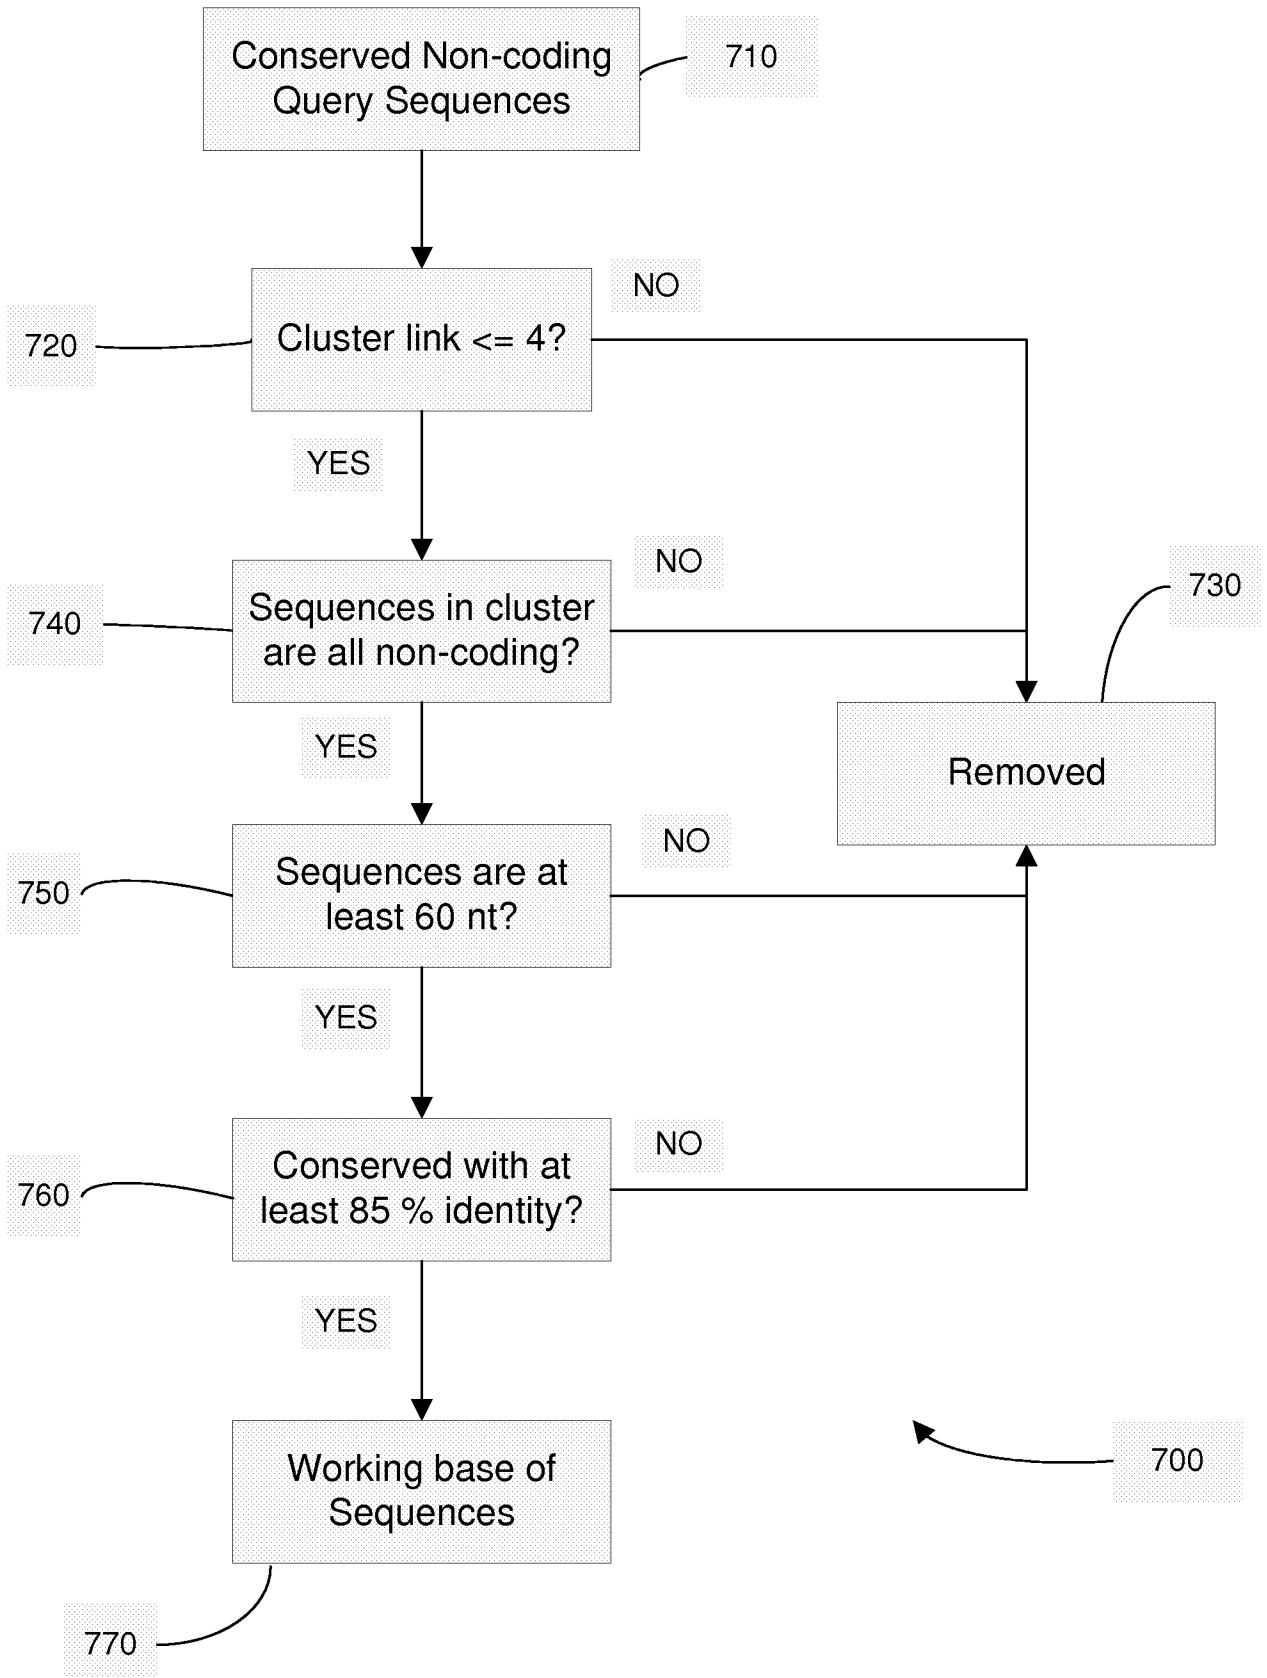 Conserved Non-coding
Query Sequences
710
Cluster link <= 4?
NO
720
YES
Sequences in cluster
are all non-coding?
NO
740
730
YES
Removed
Sequences are at
least 60 nt?
NO
750
YES
Conserved with at
least 85 % identity?
NO
760
YES
Working base of
Sequences
700
770